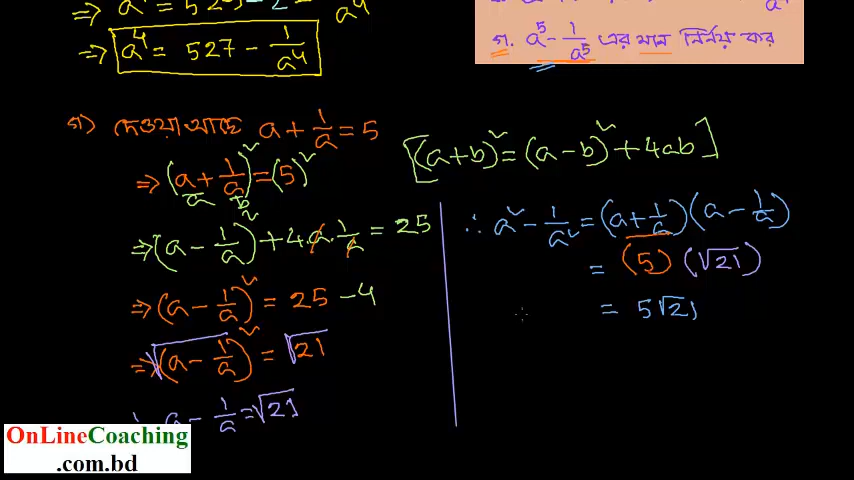 ⇒ a⁴ = 527 - 1/a⁴
গ. a⁵ - 1/a⁵ এর মান নির্নয় কর
গ) দেওয়া আছে a + 1/a = 5
⇒ (a + 1/a)² = (5)²
a b
⇒ (a - 1/a)² + 4.a.1/a = 25
⇒ (a - 1/a)² = 25 - 4
⇒ √(a - 1/a)² = √21
∴ a - 1/a = √21
[(a+b)² = (a-b)² + 4ab]
∴ a² - 1/a² = (a + 1/a)(a - 1/a)
= (5) (√21)
= 5√21
OnLineCoaching
.com.bd